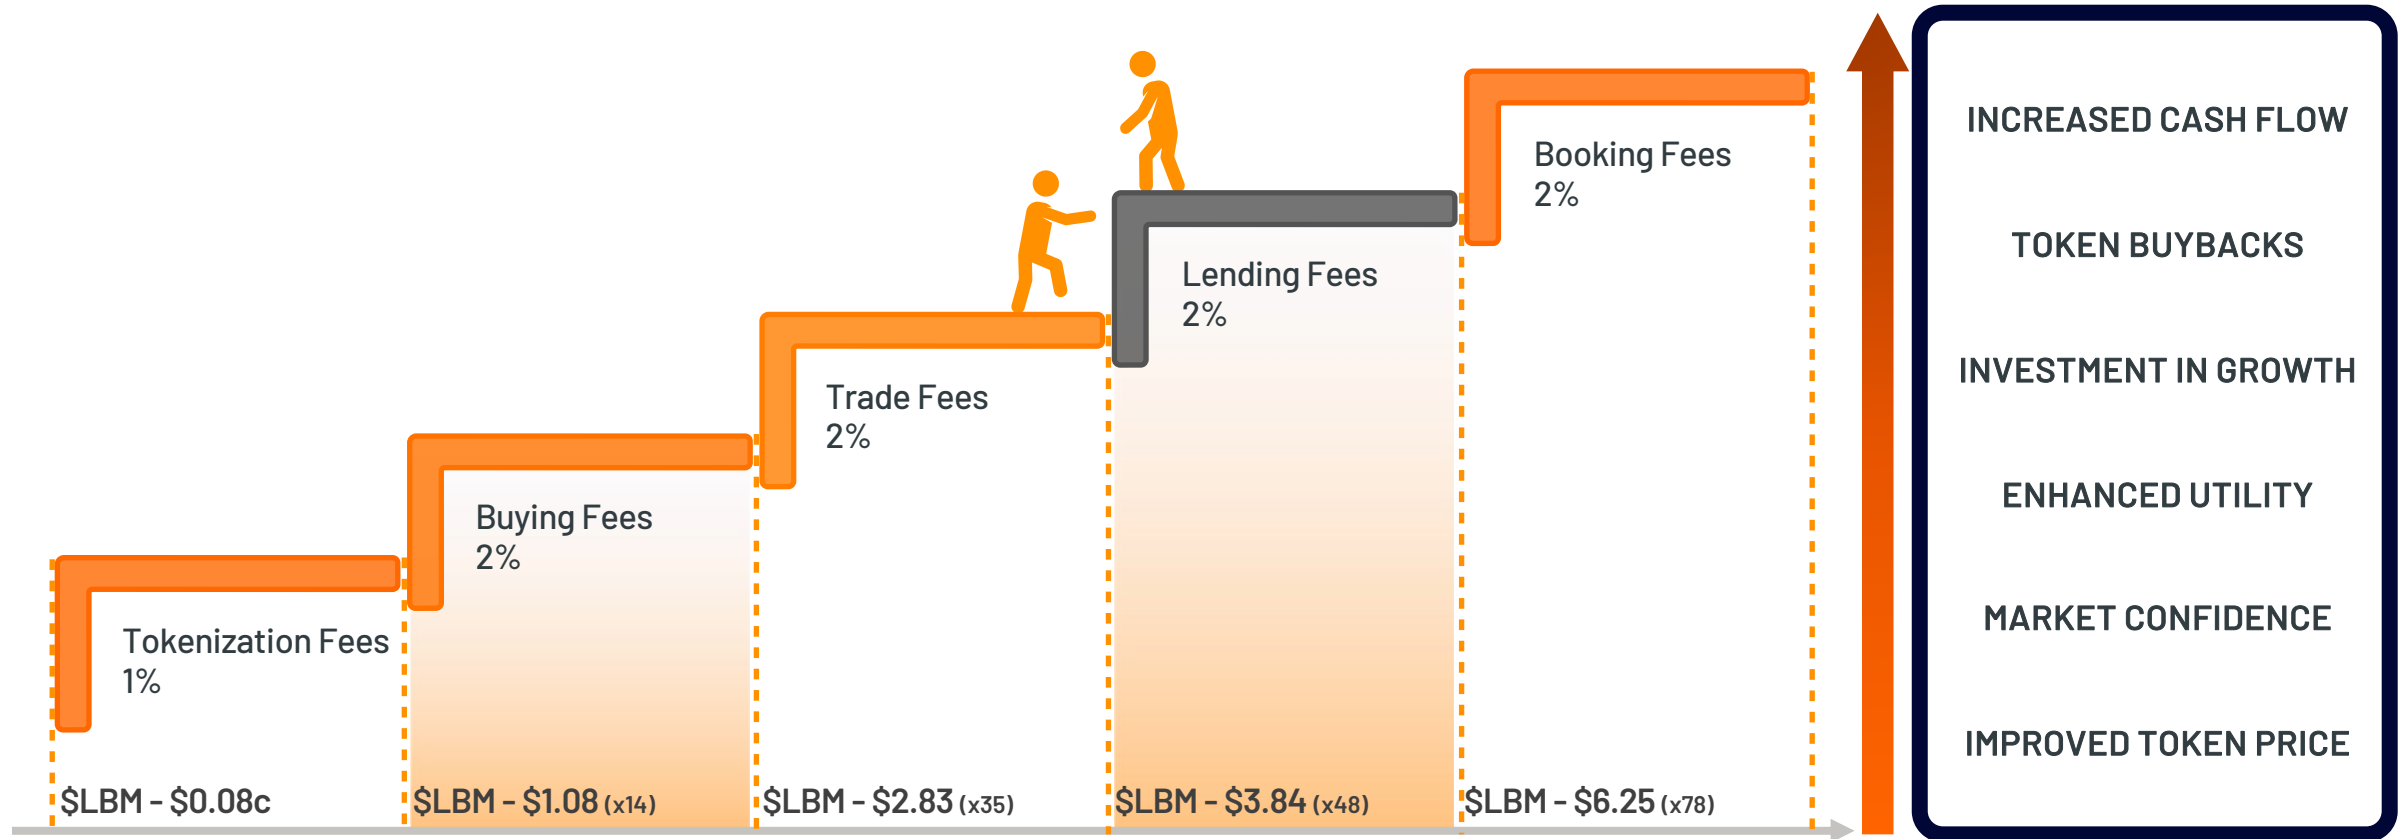 Tokenization Fees
1%
$LBM - $0.08c
Buying Fees
2%
$LBM - $1.08 (x14)
Trade Fees
2%
$LBM - $2.83 (x35)
Lending Fees
2%
$LBM - $3.84 (x48)
Booking Fees
2%
$LBM - $6.25 (x78)
INCREASED CASH FLOW
TOKEN BUYBACKS
INVESTMENT IN GROWTH
ENHANCED UTILITY
MARKET CONFIDENCE
IMPROVED TOKEN PRICE